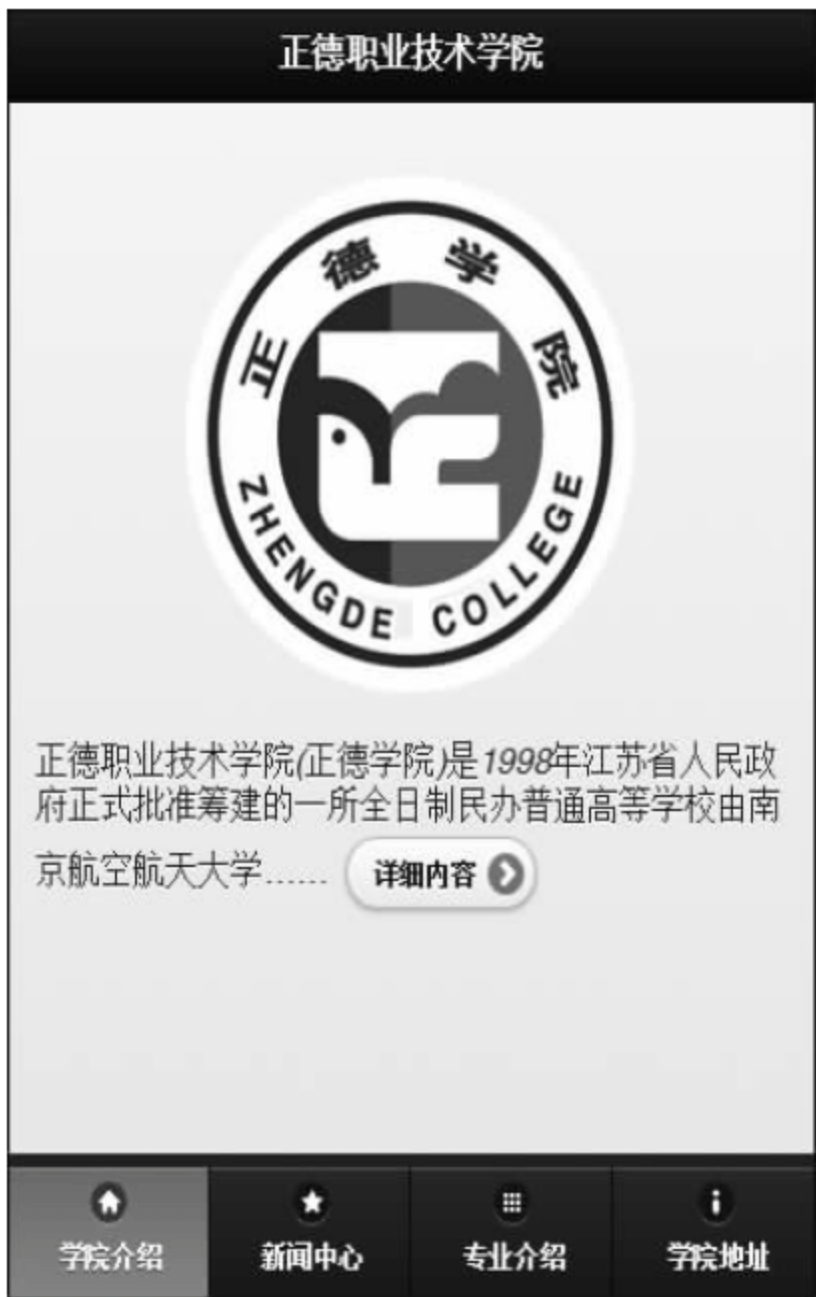 正德职业技术学院
正德学院
ZHENGDE COLLEGE
正德职业技术学院(正德学院)是1998年江苏省人民政
府正式批准筹建的一所全日制民办普通高等学校由南
京航空航天大学…… 详细内容
学院介绍 新闻中心 专业介绍 学院地址